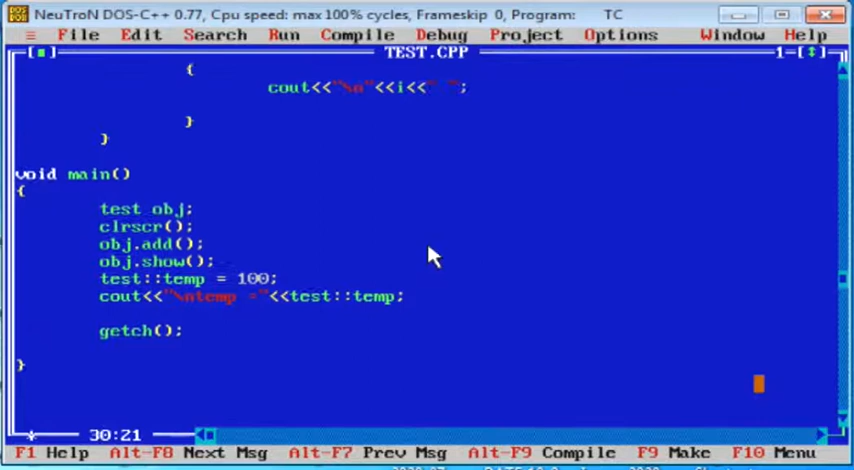 NeuTroN DOS-C++ 0.77, Cpu speed: max 100% cycles, Frameskip 0, Program: TC
≡ File Edit Search Run Compile Debug Project Options Window Help
[■] TEST.CPP 1=[↕]
{
cout<<"\n"<<i<<" ";
}
}
void main()
{
test obj;
clrscr();
obj.add();
obj.show();
test::temp = 100;
cout<<"\ntemp ="<<test::temp;
getch();
}
* 30:21
F1 Help Alt-F8 Next Msg Alt-F7 Prev Msg Alt-F9 Compile F9 Make F10 Menu